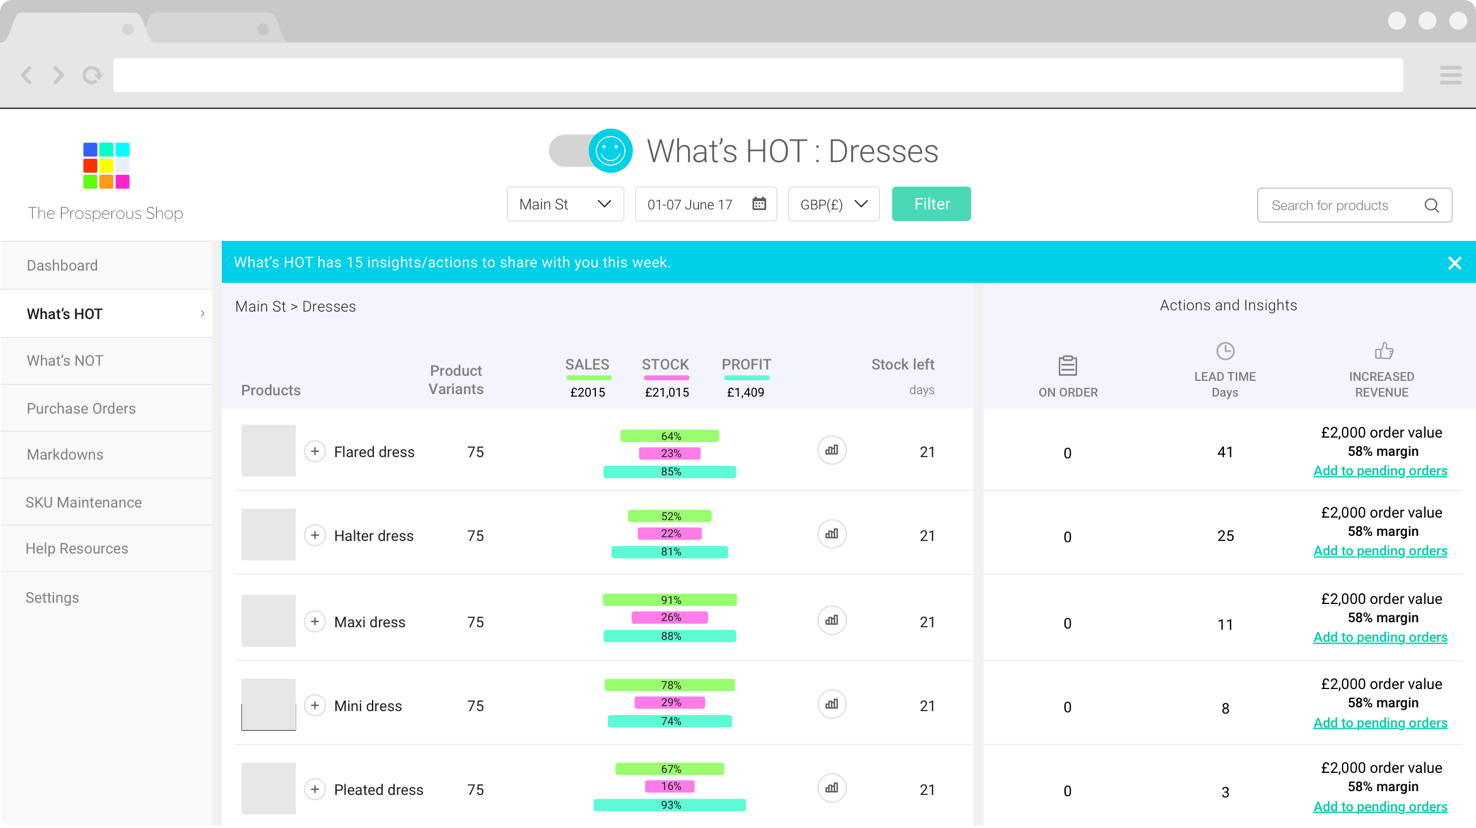 What's HOT : Dresses
The Prosperous Shop
Main St
01-07 June 17
GBP(£)
Filter
Search for products
Dashboard
What's HOT
What's NOT
Purchase Orders
Markdowns
SKU Maintenance
Help Resources
Settings
What's HOT has 15 insights/actions to share with you this week.
Main St > Dresses
Actions and Insights
Products
Product
Variants
SALES
£2015
STOCK
£21,015
PROFIT
£1,409
Stock left
days
ON ORDER
LEAD TIME
Days
INCREASED
REVENUE
Flared dress
75
64%
23%
85%
21
0
41
£2,000 order value
58% margin
Add to pending orders
Halter dress
75
52%
22%
81%
21
0
25
£2,000 order value
58% margin
Add to pending orders
Maxi dress
75
91%
26%
88%
21
0
11
£2,000 order value
58% margin
Add to pending orders
Mini dress
75
78%
29%
74%
21
0
8
£2,000 order value
58% margin
Add to pending orders
Pleated dress
75
67%
16%
93%
21
0
3
£2,000 order value
58% margin
Add to pending orders